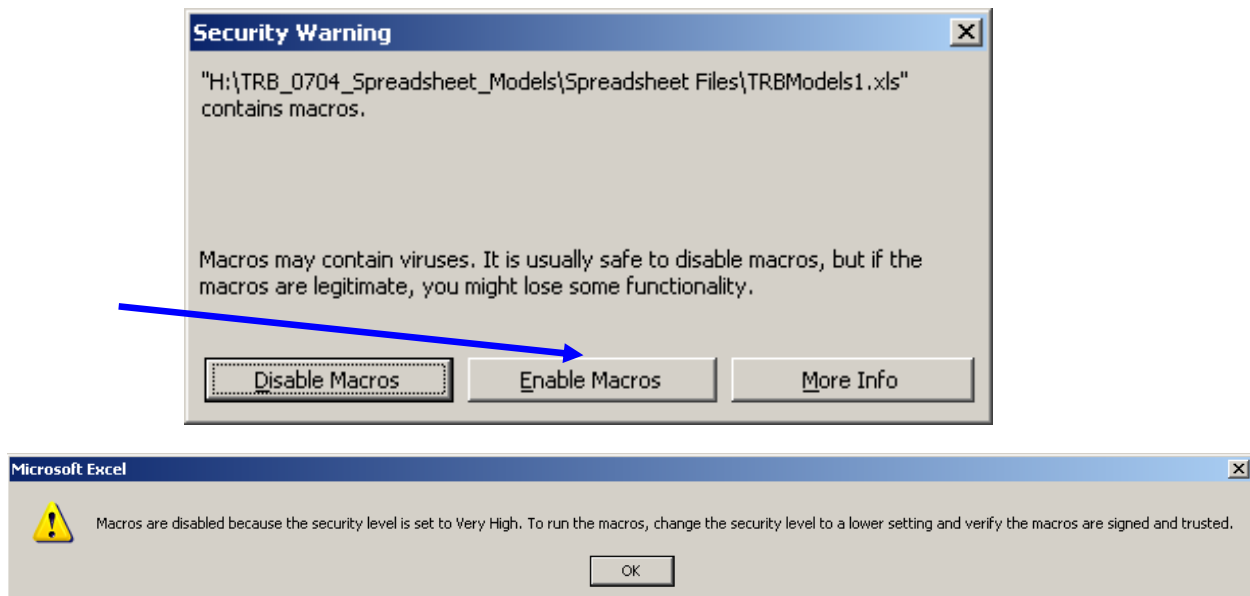 Security Warning
"H:\TRB_0704_Spreadsheet_Models\Spreadsheet Files\TRBModels1.xls"
contains macros.
Macros may contain viruses. It is usually safe to disable macros, but if the
macros are legitimate, you might lose some functionality.
Disable Macros Enable Macros More Info
Microsoft Excel
Macros are disabled because the security level is set to Very High. To run the macros, change the security level to a lower setting and verify the macros are signed and trusted.
OK